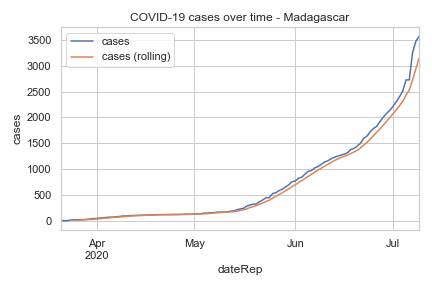 COVID-19 cases over time - Madagascar
cases
cases (rolling)
3500
3000
2500
2000
1500
1000
500
0
cases
Apr
2020
May
Jun
Jul
dateRep